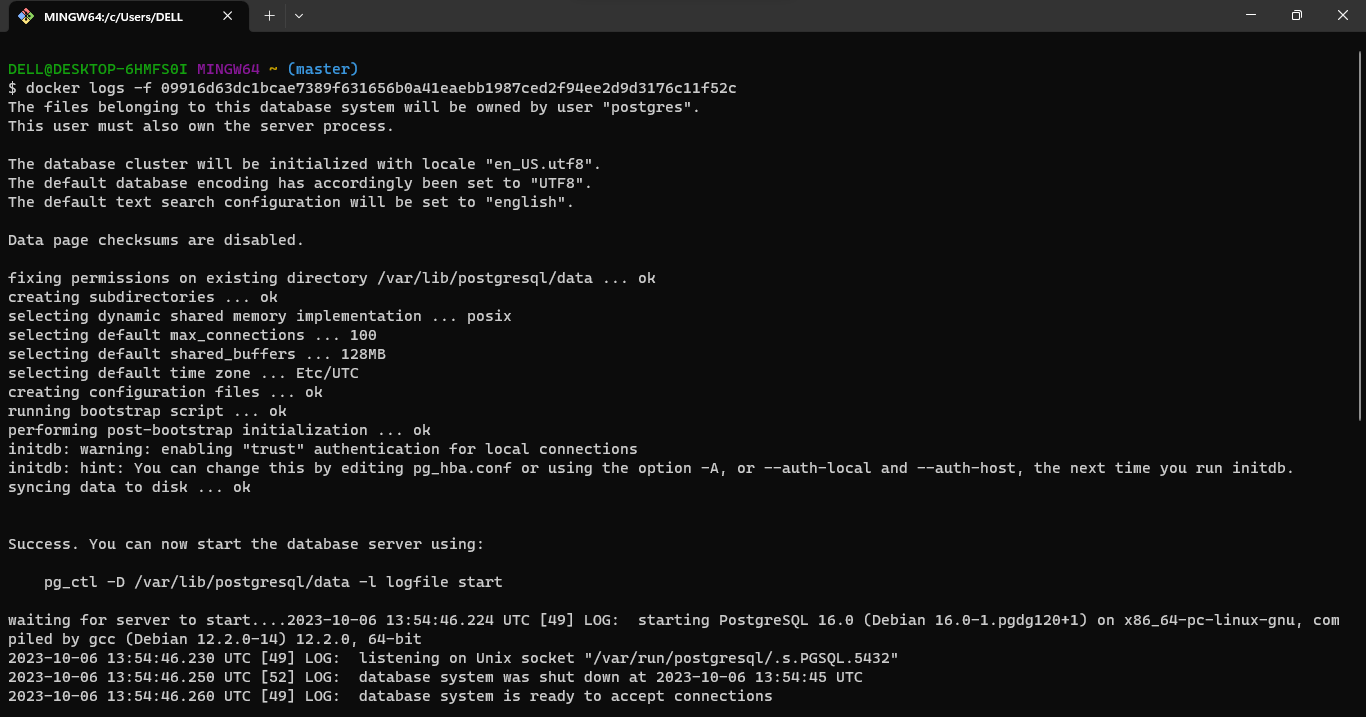 MINGW64:/c/Users/DELL
DELL@DESKTOP-6HMFS0I MINGW64 ~ (master)
$ docker logs -f 09916d63dc1bcae7389f631656b0a41eaebb1987ced2f94ee2d9d3176c11f52c
The files belonging to this database system will be owned by user "postgres".
This user must also own the server process.
The database cluster will be initialized with locale "en_US.utf8".
The default database encoding has accordingly been set to "UTF8".
The default text search configuration will be set to "english".
Data page checksums are disabled.
fixing permissions on existing directory /var/lib/postgresql/data ... ok
creating subdirectories ... ok
selecting dynamic shared memory implementation ... posix
selecting default max_connections ... 100
selecting default shared_buffers ... 128MB
selecting default time zone ... Etc/UTC
creating configuration files ... ok
running bootstrap script ... ok
performing post-bootstrap initialization ... ok
initdb: warning: enabling "trust" authentication for local connections
initdb: hint: You can change this by editing pg_hba.conf or using the option -A, or --auth-local and --auth-host, the next time you run initdb.
syncing data to disk ... ok
Success. You can now start the database server using:
    pg_ctl -D /var/lib/postgresql/data -l logfile start
waiting for server to start....2023-10-06 13:54:46.224 UTC [49] LOG:  starting PostgreSQL 16.0 (Debian 16.0-1.pgdg120+1) on x86_64-pc-linux-gnu, com
piled by gcc (Debian 12.2.0-14) 12.2.0, 64-bit
2023-10-06 13:54:46.230 UTC [49] LOG:  listening on Unix socket "/var/run/postgresql/.s.PGSQL.5432"
2023-10-06 13:54:46.250 UTC [52] LOG:  database system was shut down at 2023-10-06 13:54:45 UTC
2023-10-06 13:54:46.260 UTC [49] LOG:  database system is ready to accept connections